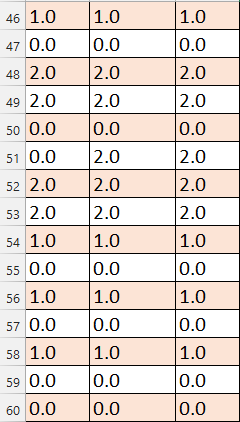 46 1.0 1.0 1.0
47 0.0 0.0 0.0
48 2.0 2.0 2.0
49 2.0 2.0 2.0
50 0.0 0.0 0.0
51 0.0 2.0 2.0
52 2.0 2.0 2.0
53 2.0 2.0 2.0
54 1.0 1.0 1.0
55 0.0 0.0 0.0
56 1.0 1.0 1.0
57 0.0 0.0 0.0
58 1.0 1.0 1.0
59 0.0 0.0 0.0
60 0.0 0.0 0.0